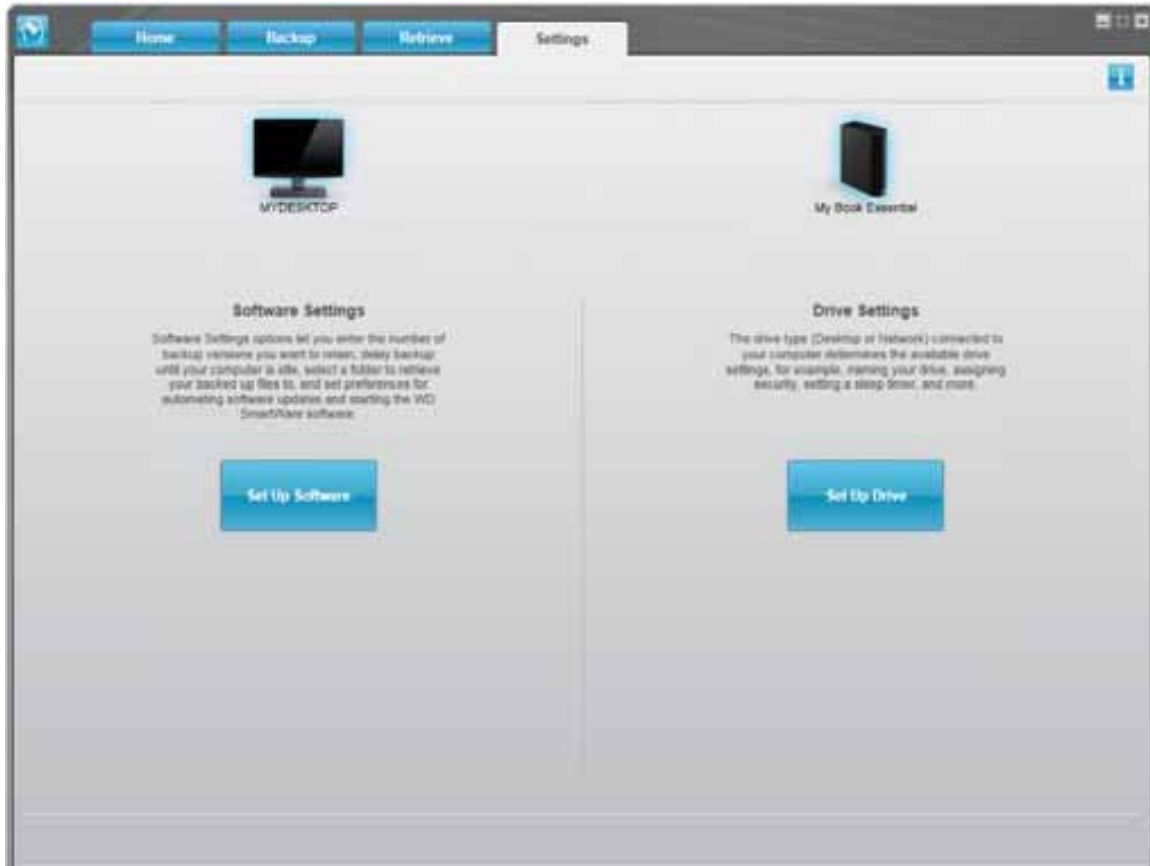 Home
Backup
Retrieve
Settings
i
MYDESKTOP
My Book Essential
Software Settings
Software Settings options let you enter the number of
backup versions you want to retain, delay backup
until your computer is idle, select a folder to retrieve
your backed up files to, and set preferences for
automating software updates and starting the WD
SmartWare software.
Set Up Software
Drive Settings
The drive type (Desktop or Network) connected to
your computer determines the available drive
settings, for example, naming your drive, assigning
security, setting a sleep timer, and more.
Set Up Drive